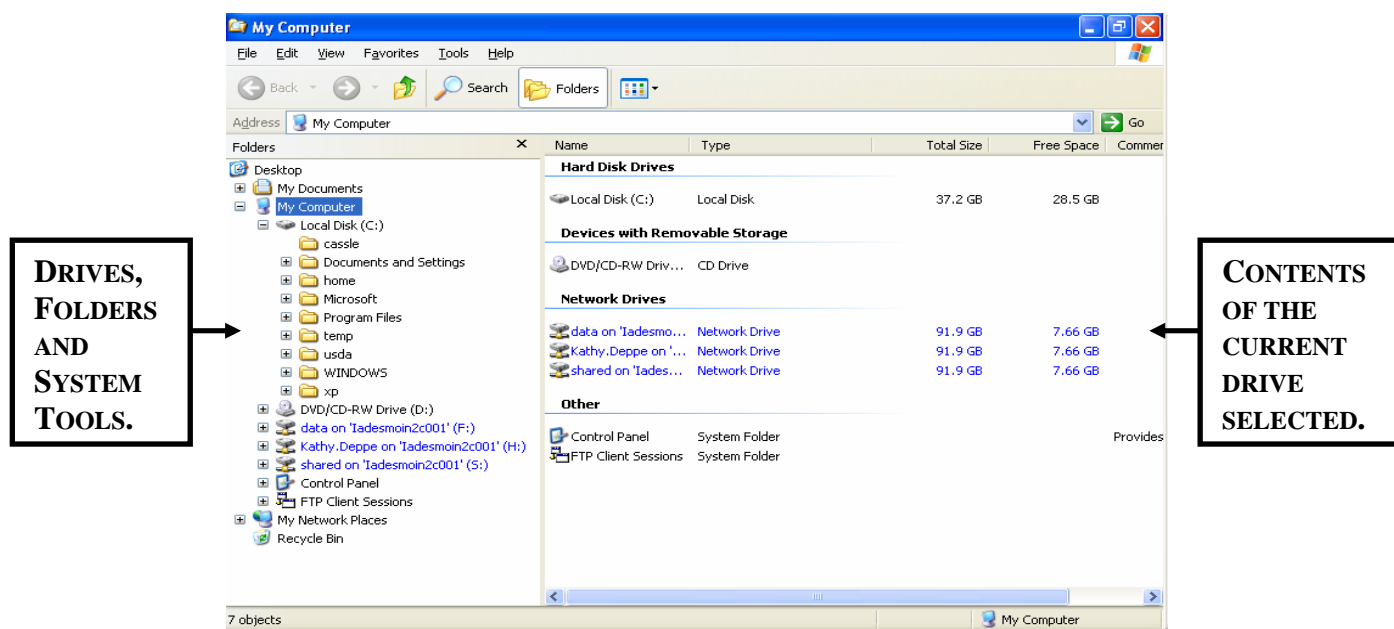 My Computer
File Edit View Favorites Tools Help
Back Search Folders
Address My Computer Go
Folders
Desktop
My Documents
My Computer
Local Disk (C:)
cassle
Documents and Settings
home
Microsoft
Program Files
temp
usda
WINDOWS
xp
DVD/CD-RW Drive (D:)
data on 'Iadesmoin2c001' (F:)
Kathy.Deppe on 'Iadesmoin2c001' (H:)
shared on 'Iadesmoin2c001' (S:)
Control Panel
FTP Client Sessions
My Network Places
Recycle Bin
Name Type Total Size Free Space Commer
Hard Disk Drives
Local Disk (C:) Local Disk 37.2 GB 28.5 GB
Devices with Removable Storage
DVD/CD-RW Driv... CD Drive
Network Drives
data on 'Iadesmo... Network Drive 91.9 GB 7.66 GB
Kathy.Deppe on '... Network Drive 91.9 GB 7.66 GB
shared on 'Iades... Network Drive 91.9 GB 7.66 GB
Other
Control Panel System Folder Provides
FTP Client Sessions System Folder
7 objects My Computer
DRIVES,
FOLDERS
AND
SYSTEM
TOOLS.
CONTENTS
OF THE
CURRENT
DRIVE
SELECTED.